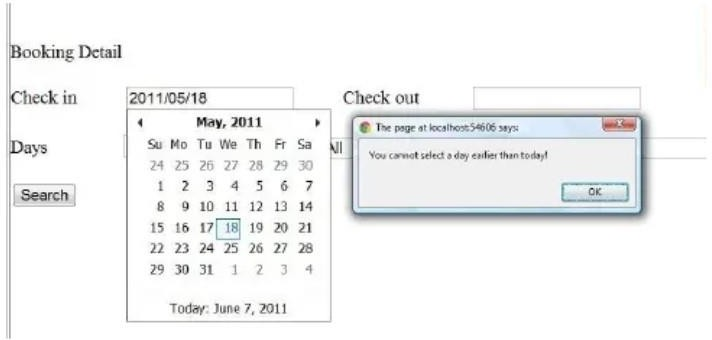 Booking Detail
Check in 2011/05/18 Check out
May, 2011
Su Mo Tu We Th Fr Sa
24 25 26 27 28 29 30
1 2 3 4 5 6 7
8 9 10 11 12 13 14
15 16 17 18 19 20 21
22 23 24 25 26 27 28
29 30 31 1 2 3 4
Today: June 7, 2011
Days
All
Search
The page at localhost:54606 says:
You cannot select a day earlier than today!
OK